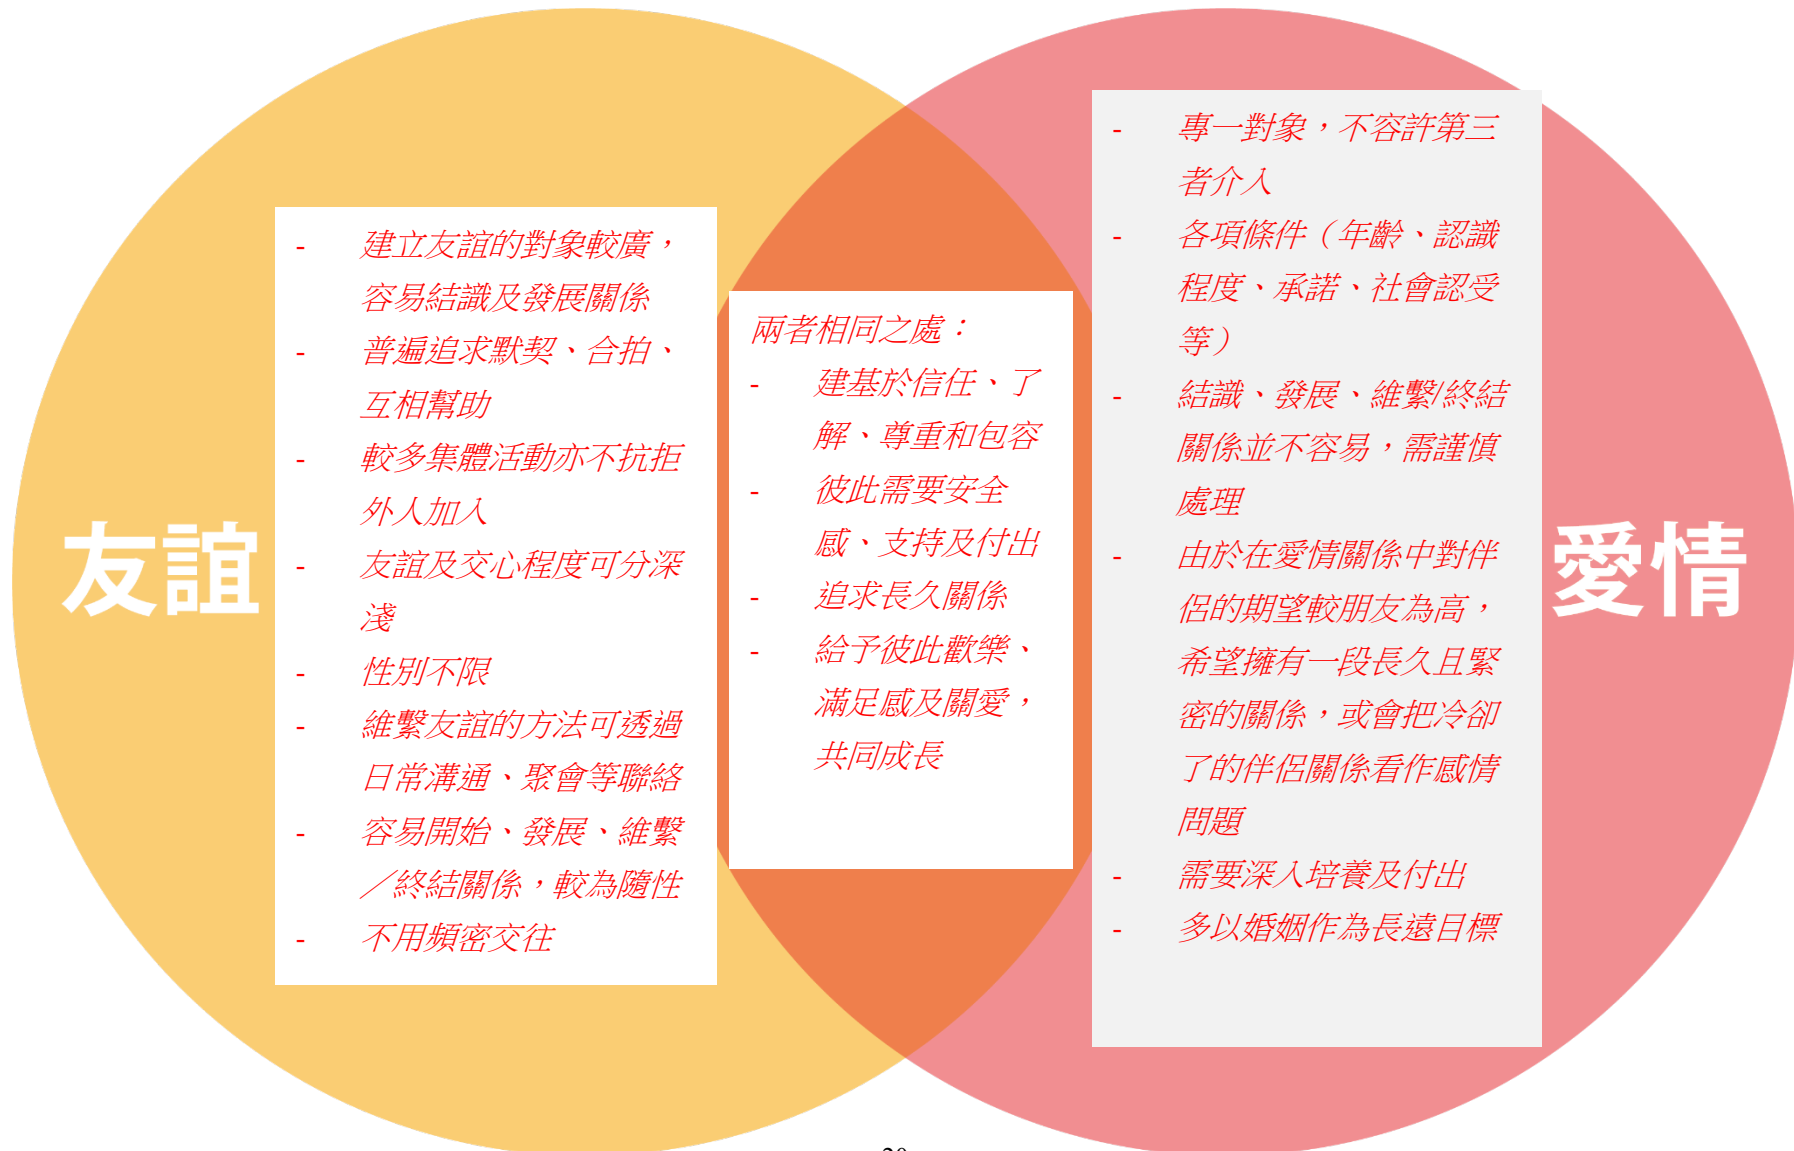 友誼
- 建立友誼的對象較廣，
容易結識及發展關係
- 普遍追求默契、合拍、
互相幫助
- 較多集體活動亦不抗拒
外人加入
- 友誼及交心程度可分深
淺
- 性別不限
- 維繫友誼的方法可透過
日常溝通、聚會等聯絡
- 容易開始、發展、維繫
／終結關係，較為隨性
- 不用頻密交往
兩者相同之處：
- 建基於信任、了
解、尊重和包容
- 彼此需要安全
感、支持及付出
- 追求長久關係
- 給予彼此歡樂、
滿足感及關愛，
共同成長
- 專一對象，不容許第三
者介入
- 各項條件（年齡、認識
程度、承諾、社會認受
等）
- 結識、發展、維繫/終結
關係並不容易，需謹慎
處理
- 由於在愛情關係中對伴
侶的期望較朋友為高，
希望擁有一段長久且緊
密的關係，或會把冷卻
了的伴侶關係看作感情
問題
- 需要深入培養及付出
- 多以婚姻作為長遠目標
愛情